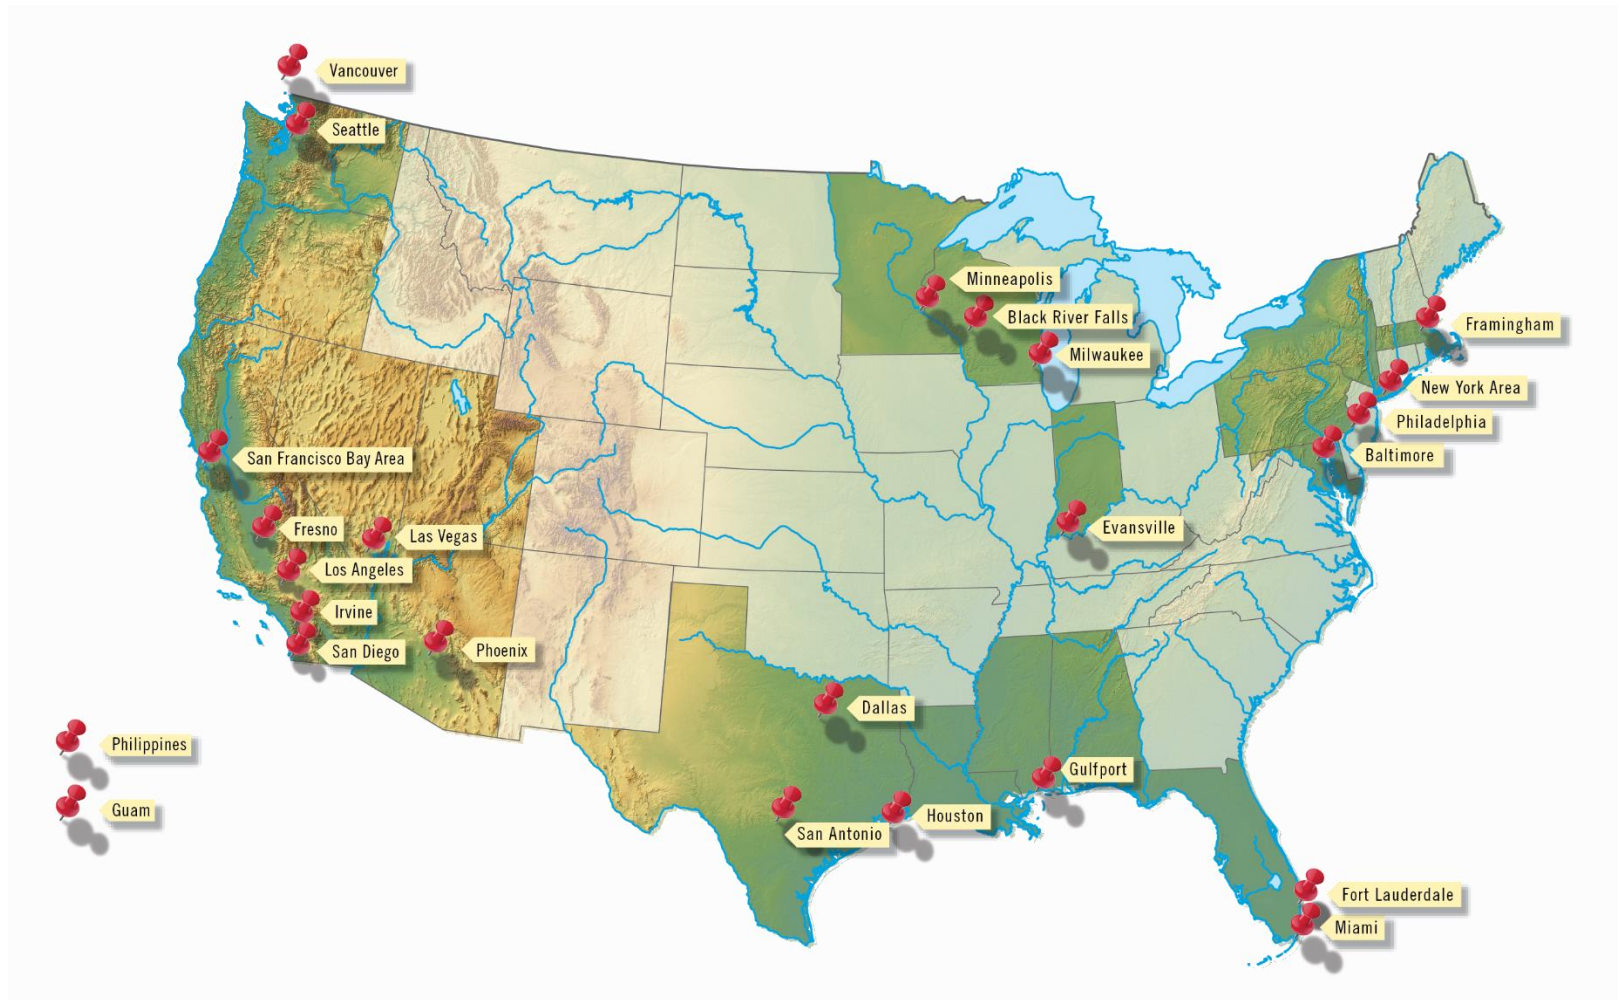 Vancouver
Seattle
Minneapolis
Black River Falls
Milwaukee
Framingham
New York Area
Philadelphia
Baltimore
San Francisco Bay Area
Fresno
Las Vegas
Evansville
Los Angeles
Irvine
San Diego
Phoenix
Dallas
Philippines
Guam
Gulfport
Houston
San Antonio
Fort Lauderdale
Miami